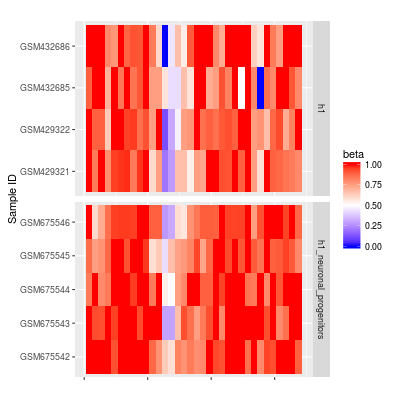 Sample ID
GSM432686
GSM432685
GSM429322
GSM429321
h1
GSM675546
GSM675545
GSM675544
GSM675543
GSM675542
h1_neuronal_progenitors
beta
1.00
0.75
0.50
0.25
0.00